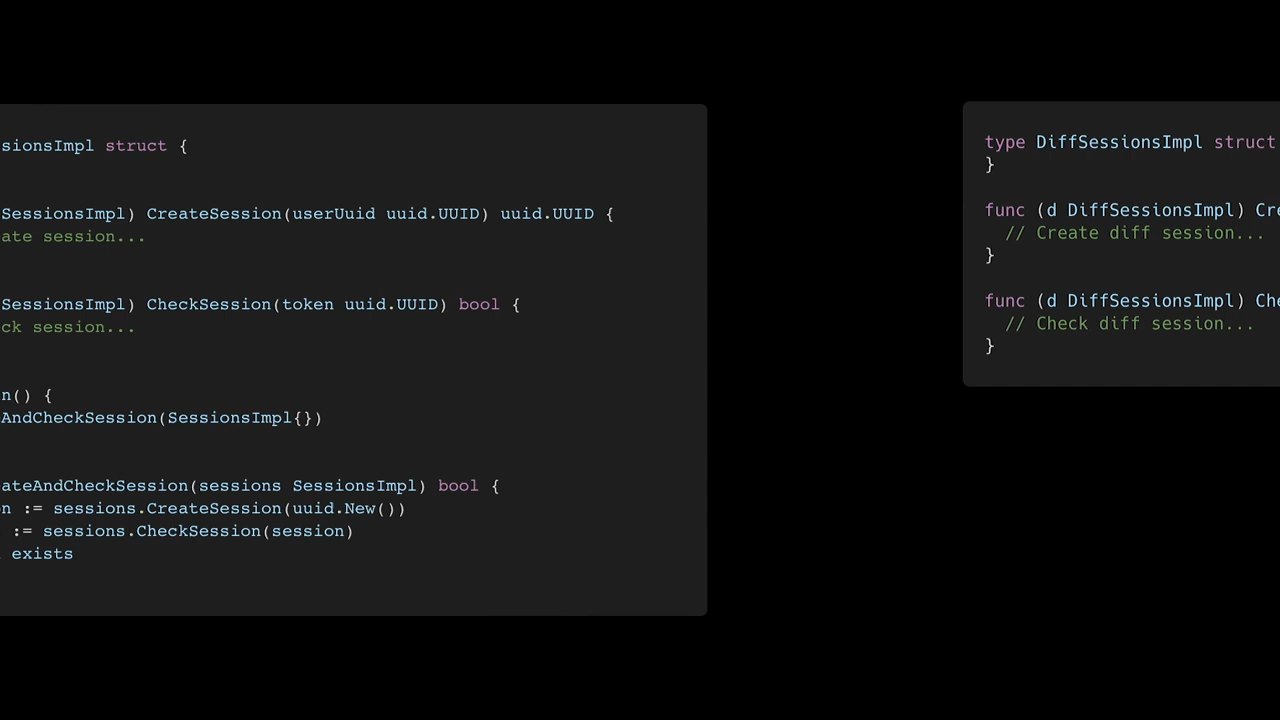 sionsImpl struct {
SessionsImpl) CreateSession(userUuid uuid.UUID) uuid.UUID {
ate session...
SessionsImpl) CheckSession(token uuid.UUID) bool {
ck session...
n() {
AndCheckSession(SessionsImpl{})
ateAndCheckSession(sessions SessionsImpl) bool {
n := sessions.CreateSession(uuid.New())
:= sessions.CheckSession(session)
exists
type DiffSessionsImpl struct
}
func (d DiffSessionsImpl) Cre
// Create diff session...
}
func (d DiffSessionsImpl) Che
// Check diff session...
}